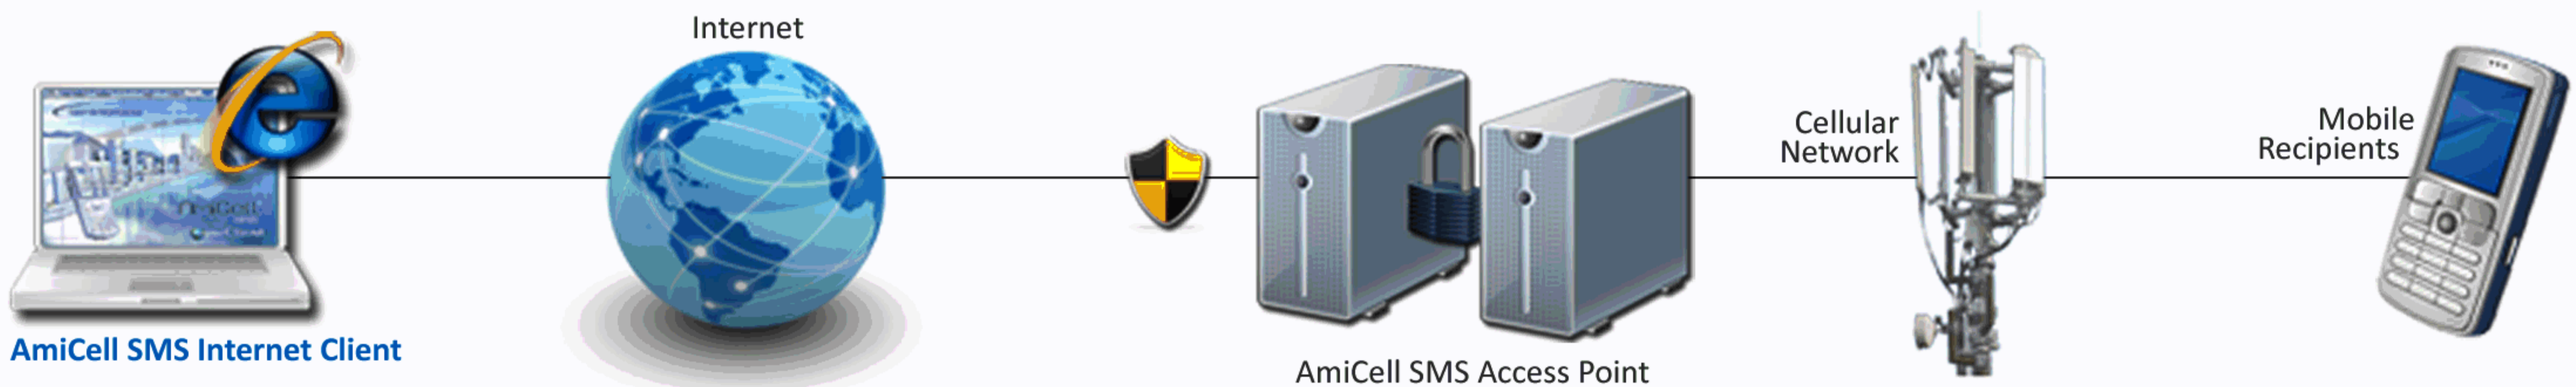 Internet
AmiCell SMS Internet Client
AmiCell SMS Access Point
Cellular
Network
Mobile
Recipients